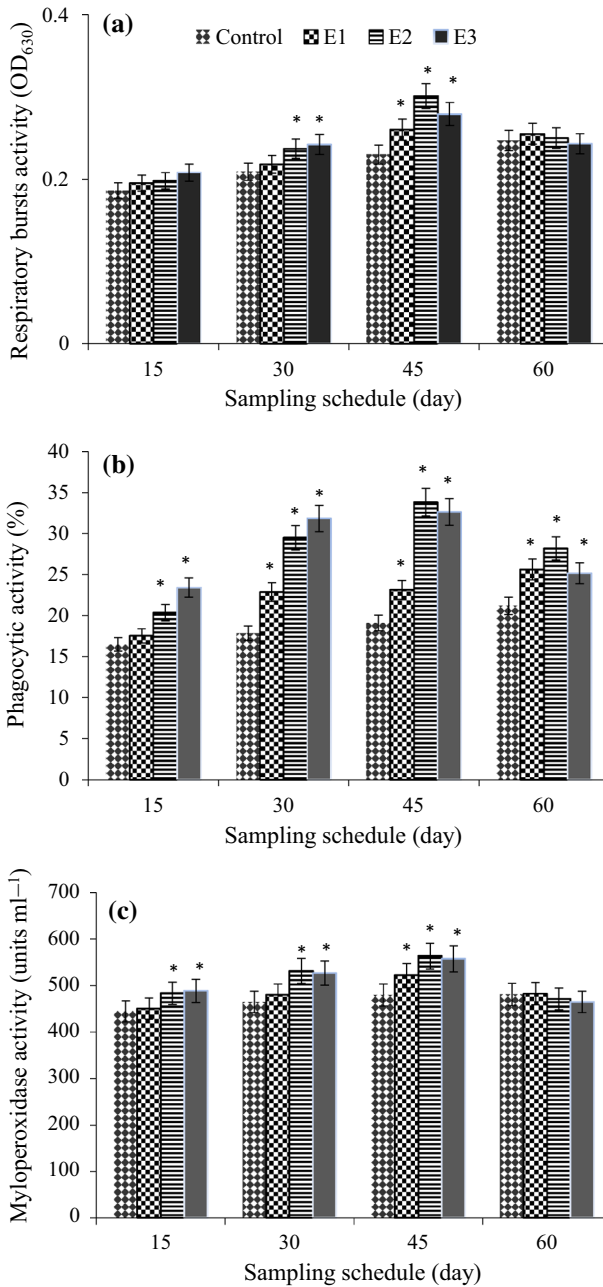 (a)
Control E1 E2 E3
Respiratory bursts activity (OD630)
0.4
0.2
0
* * * * *
15 30 45 60
Sampling schedule (day)
(b)
Phagocytic activity (%)
40
35
30
25
20
15
10
5
0
* * * * * * * * * * *
15 30 45 60
Sampling schedule (day)
(c)
Myloperoxidase activity (units ml−1)
700
600
500
400
300
200
100
0
* * * * * * *
15 30 45 60
Sampling schedule (day)